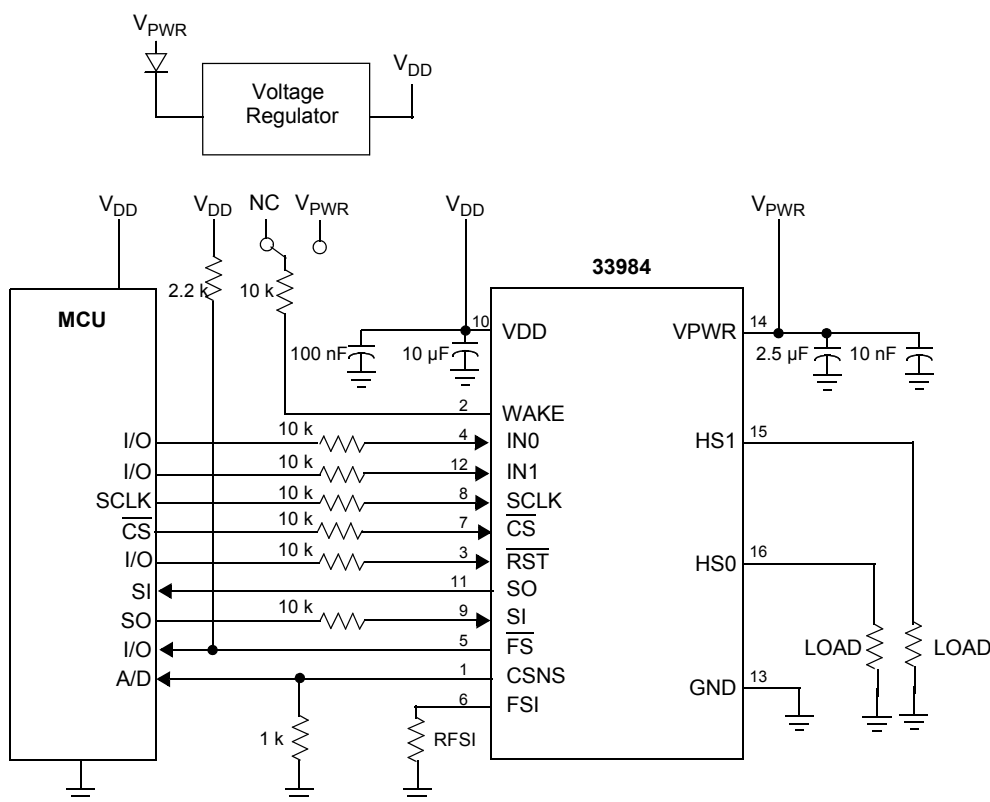 VPWR
Voltage
Regulator
VDD
VDD
VDD
NC
VPWR
VDD
VPWR
33984
MCU
2.2 k
10 k
100 nF
10 µF
10
VDD
VPWR
14
2.5 µF
10 nF
2
WAKE
I/O
10 k
4
IN0
HS1
15
I/O
10 k
12
IN1
SCLK
10 k
8
SCLK
CS
10 k
7
CS
I/O
10 k
3
RST
HS0
16
SI
11
SO
SO
10 k
9
SI
I/O
5
FS
LOAD
LOAD
A/D
1
CSNS
GND
13
6
FSI
1 k
RFSI